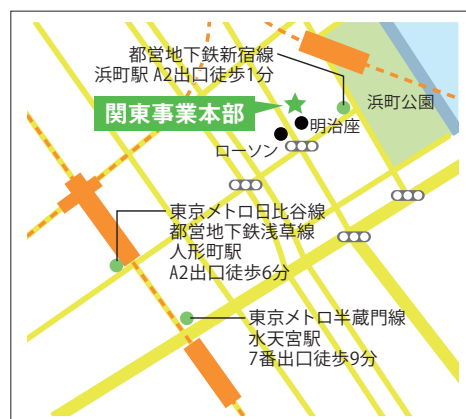 都営地下鉄新宿線
浜町駅 A2出口徒歩1分
関東事業本部
浜町公園
明治座
ローソン
東京メトロ日比谷線
都営地下鉄浅草線
人形町駅
A2出口徒歩6分
東京メトロ半蔵門線
水天宮駅
7番出口徒歩9分